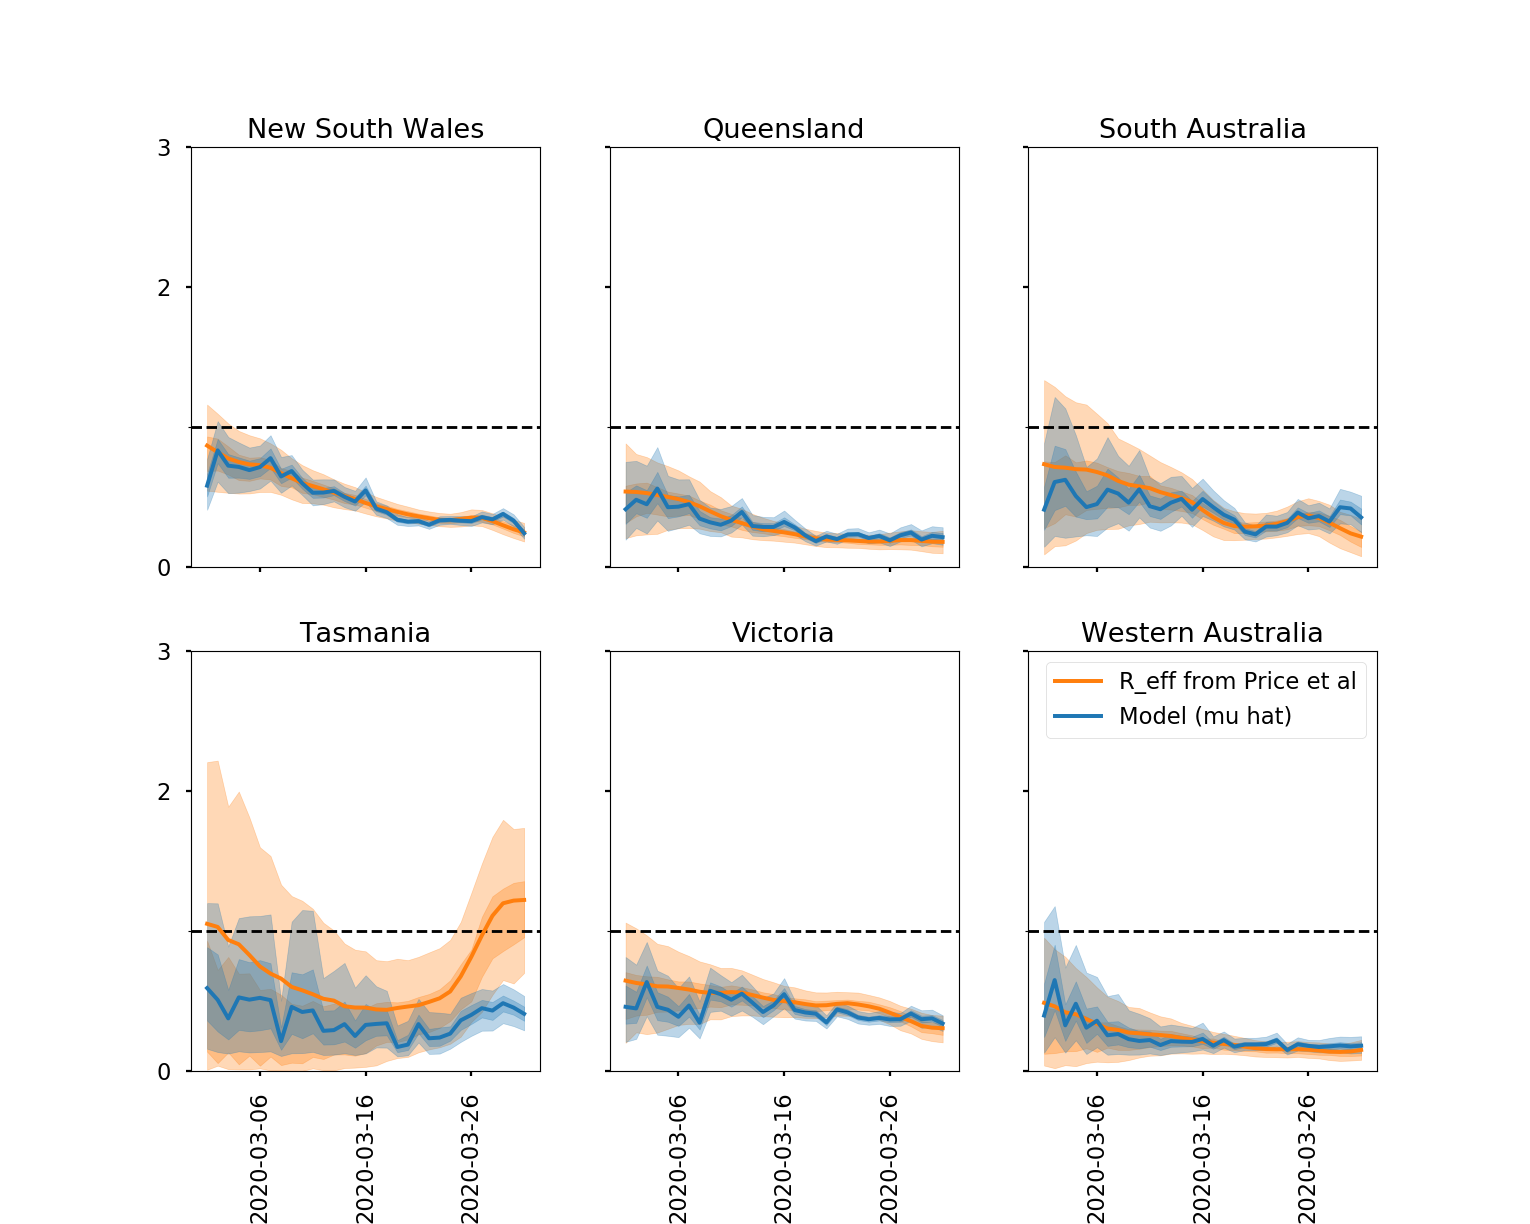 New South Wales
Queensland
South Australia
3
2
0
Tasmania
Victoria
Western Australia
3
2
0
R_eff from Price et al
Model (mu hat)
2020-03-06
2020-03-16
2020-03-26
2020-03-06
2020-03-16
2020-03-26
2020-03-06
2020-03-16
2020-03-26